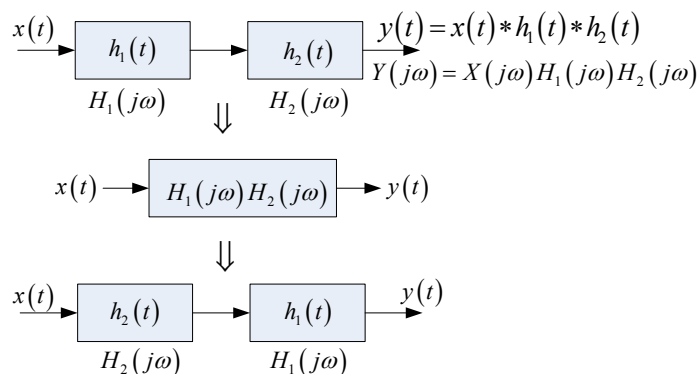 x(t) h₁(t) h₂(t) y(t) = x(t)*h₁(t)*h₂(t)
H₁(jω) H₂(jω) Y(jω) = X(jω)H₁(jω)H₂(jω)
⇓
x(t) H₁(jω)H₂(jω) y(t)
⇓
x(t) h₂(t) h₁(t) y(t)
H₂(jω) H₁(jω)